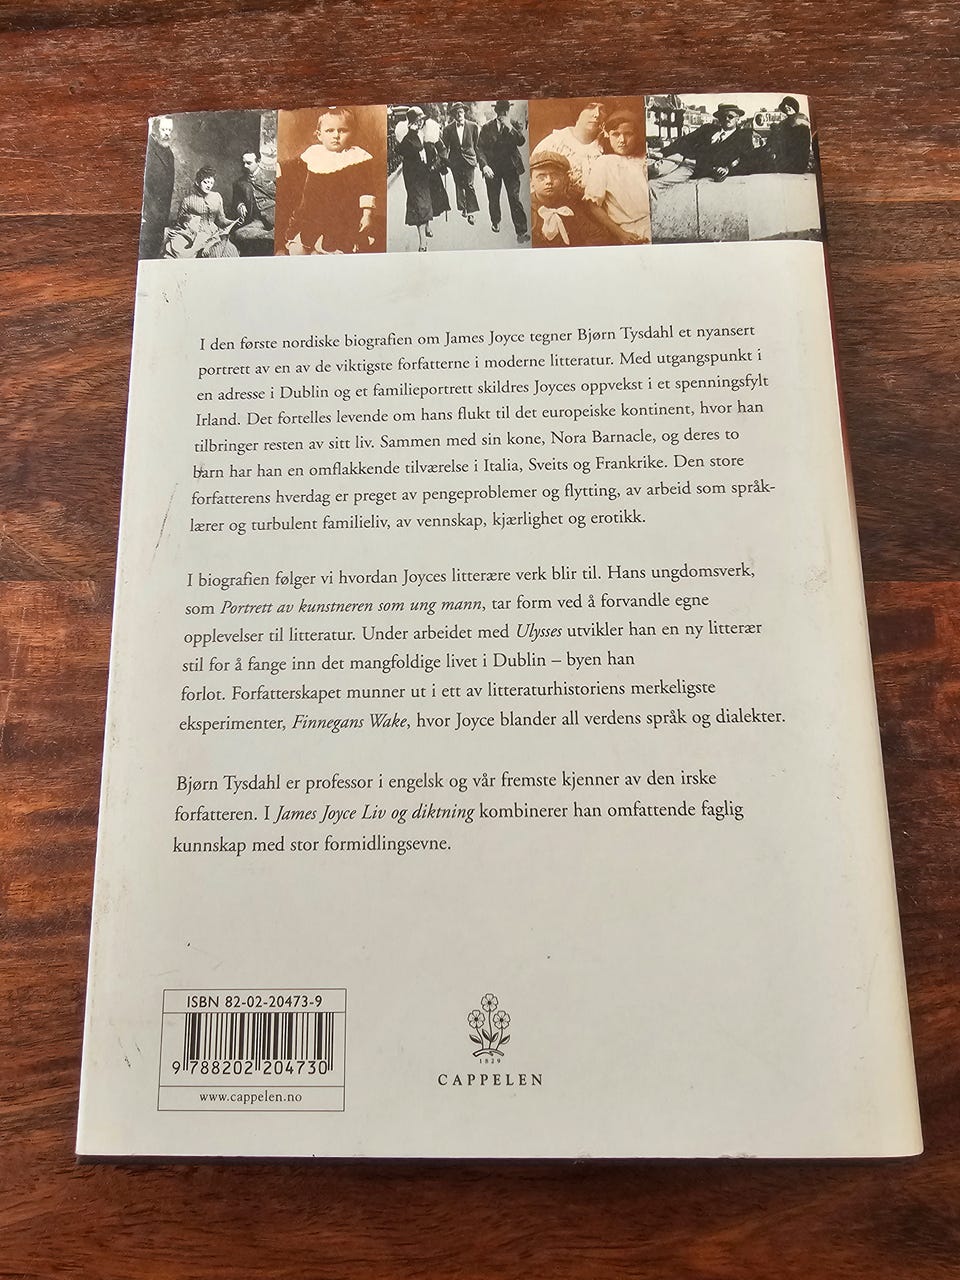 I den første nordiske biografien om James Joyce tegner Bjørn Tysdahl et nyansert
portrett av en av de viktigste forfatterne i moderne litteratur. Med utgangspunkt i
en adresse i Dublin og et familieportrett skildres Joyces oppvekst i et spenningsfylt
Irland. Det fortelles levende om hans flukt til det europeiske kontinent, hvor han
tilbringer resten av sitt liv. Sammen med sin kone, Nora Barnacle, og deres to
barn har han en omflakkende tilværelse i Italia, Sveits og Frankrike. Den store
forfatterens hverdag er preget av pengeproblemer og flytting, av arbeid som språk-
lærer og turbulent familieliv, av vennskap, kjærlighet og erotikk.
I biografien følger vi hvordan Joyces litterære verk blir til. Hans ungdomsverk,
som Portrett av kunstneren som ung mann, tar form ved å forvandle egne
opplevelser til litteratur. Under arbeidet med Ulysses utvikler han en ny litterær
stil for å fange inn det mangfoldige livet i Dublin – byen han
forlot. Forfatterskapet munner ut i ett av litteraturhistoriens merkeligste
eksperimenter, Finnegans Wake, hvor Joyce blander all verdens språk og dialekter.
Bjørn Tysdahl er professor i engelsk og vår fremste kjenner av den irske
forfatteren. I James Joyce Liv og diktning kombinerer han omfattende faglig
kunnskap med stor formidlingsevne.
ISBN 82-02-20473-9
9 788202 204730
www.cappelen.no
1829
CAPPELEN